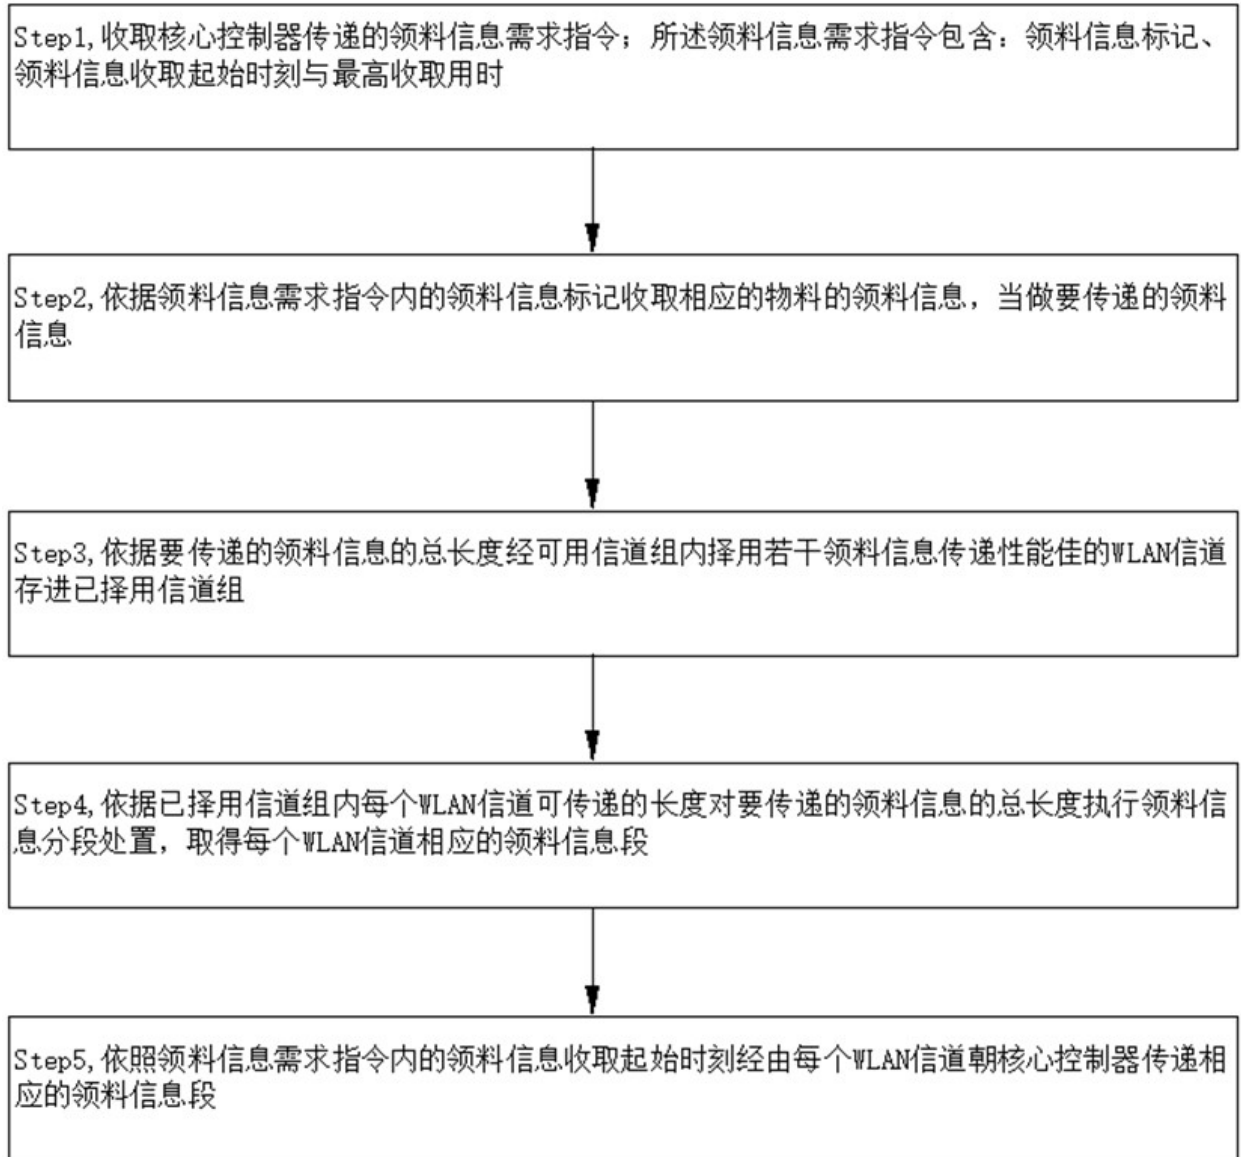 Step1,收取核心控制器传递的领料信息需求指令；所述领料信息需求指令包含：领料信息标记、
领料信息收取起始时刻与最高收取用时
Step2,依据领料信息需求指令内的领料信息标记收取相应的物料的领料信息，当做要传递的领料
信息
Step3,依据要传递的领料信息的总长度经可用信道组内择用若干领料信息传递性能佳的WLAN信道
存进已择用信道组
Step4,依据已择用信道组内每个WLAN信道可传递的长度对要传递的领料信息的总长度执行领料信
息分段处置，取得每个WLAN信道相应的领料信息段
Step5,依照领料信息需求指令内的领料信息收取起始时刻经由每个WLAN信道朝核心控制器传递相
应的领料信息段